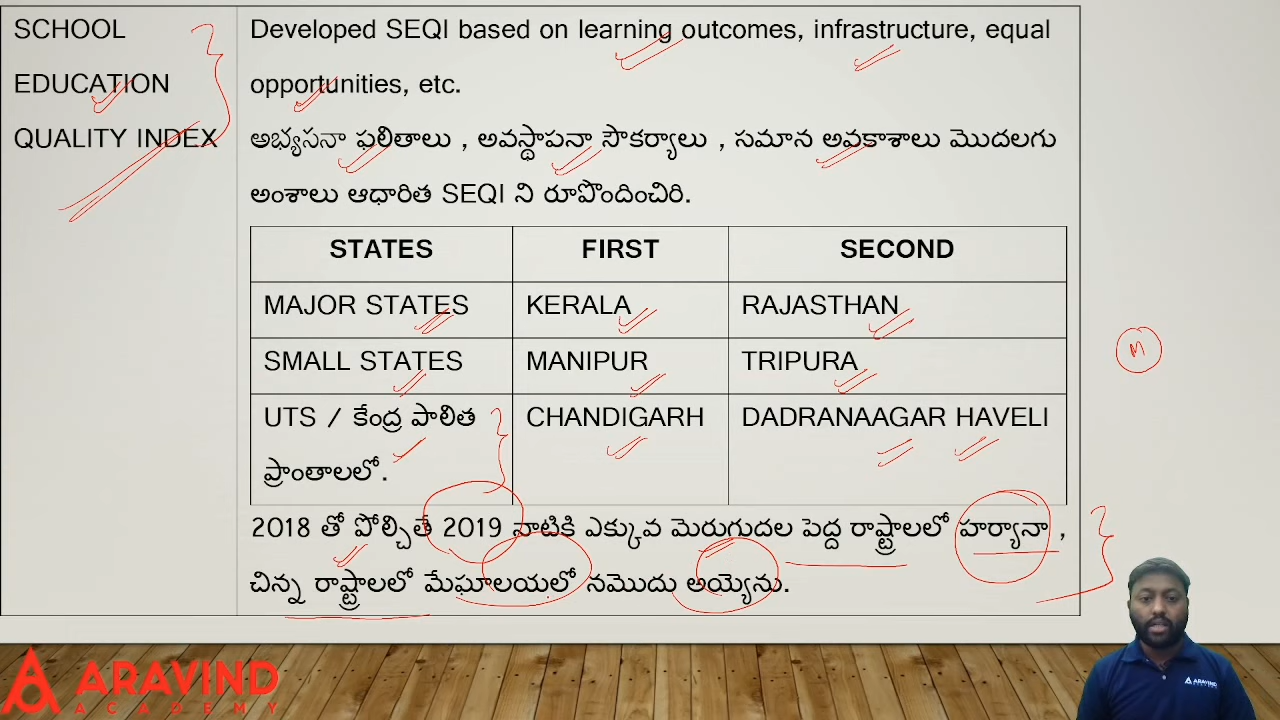 SCHOOL
EDUCATION
QUALITY INDEX
Developed SEQI based on learning outcomes, infrastructure, equal
opportunities, etc.
అభ్యసనా ఫలితాలు , అవస్థాపనా సౌకర్యాలు , సమాన అవకాశాలు మొదలగు
అంశాలు ఆధారిత SEQI ని రూపొందించిరి.
STATES FIRST SECOND
MAJOR STATES KERALA RAJASTHAN
SMALL STATES MANIPUR TRIPURA
UTS / కేంద్ర పాలిత CHANDIGARH DADRANAAGAR HAVELI
ప్రాంతాలలో.
2018 తో పోల్చితే 2019 నాటికి ఎక్కువ మెరుగుదల పెద్ద రాష్ట్రాలలో హర్యానా ,
చిన్న రాష్ట్రాలలో మేఘాలయలో నమొదు అయ్యెను.
M
ARAVIND
ACADEMY
ARAVIND